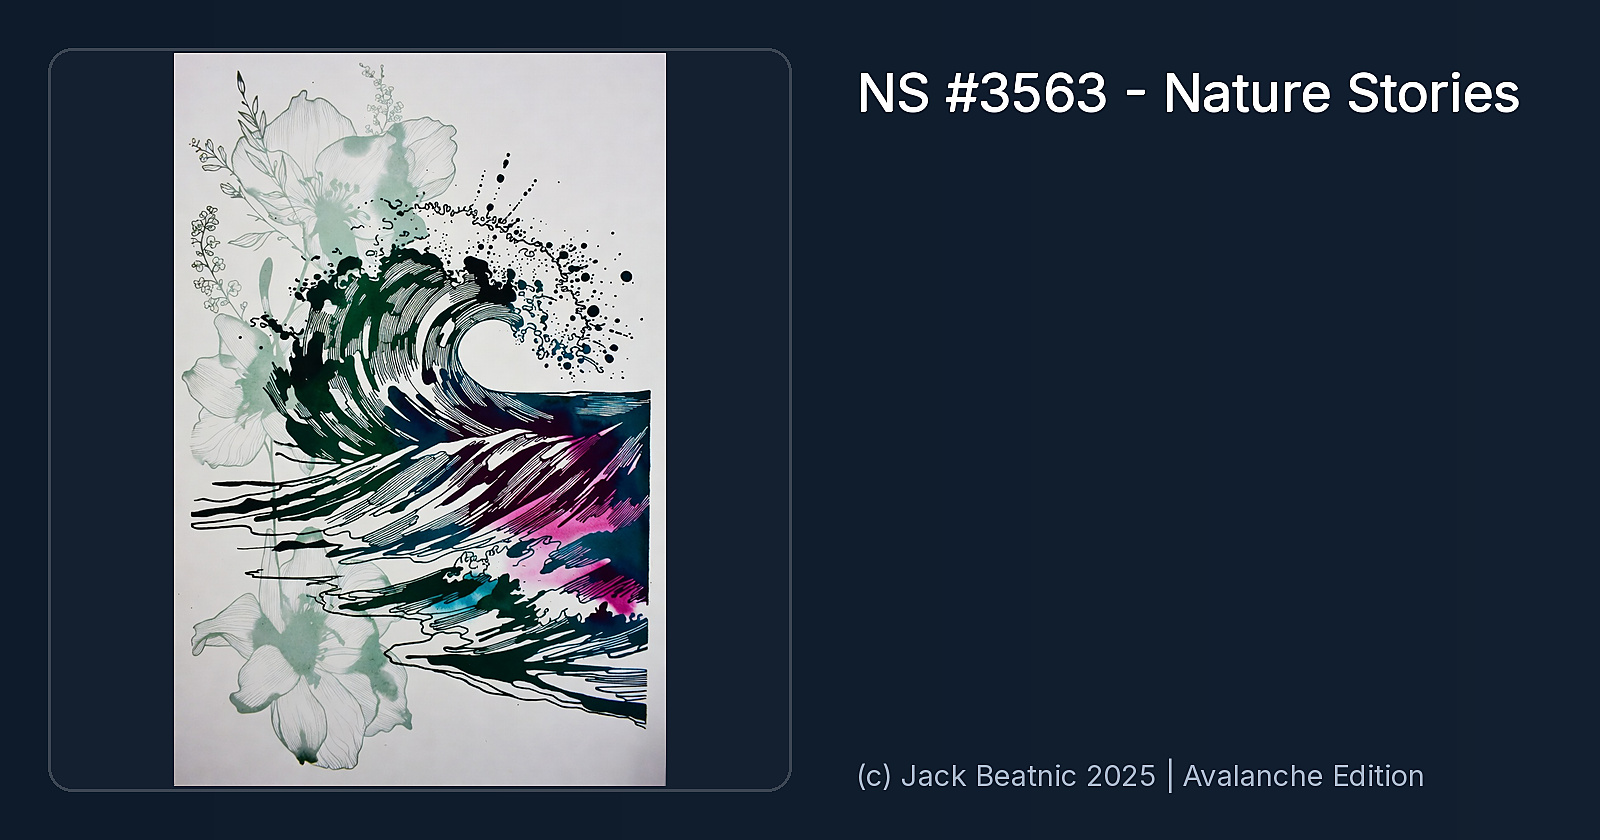 NS #3563 - Nature Stories
(c) Jack Beatnic 2025 | Avalanche Edition